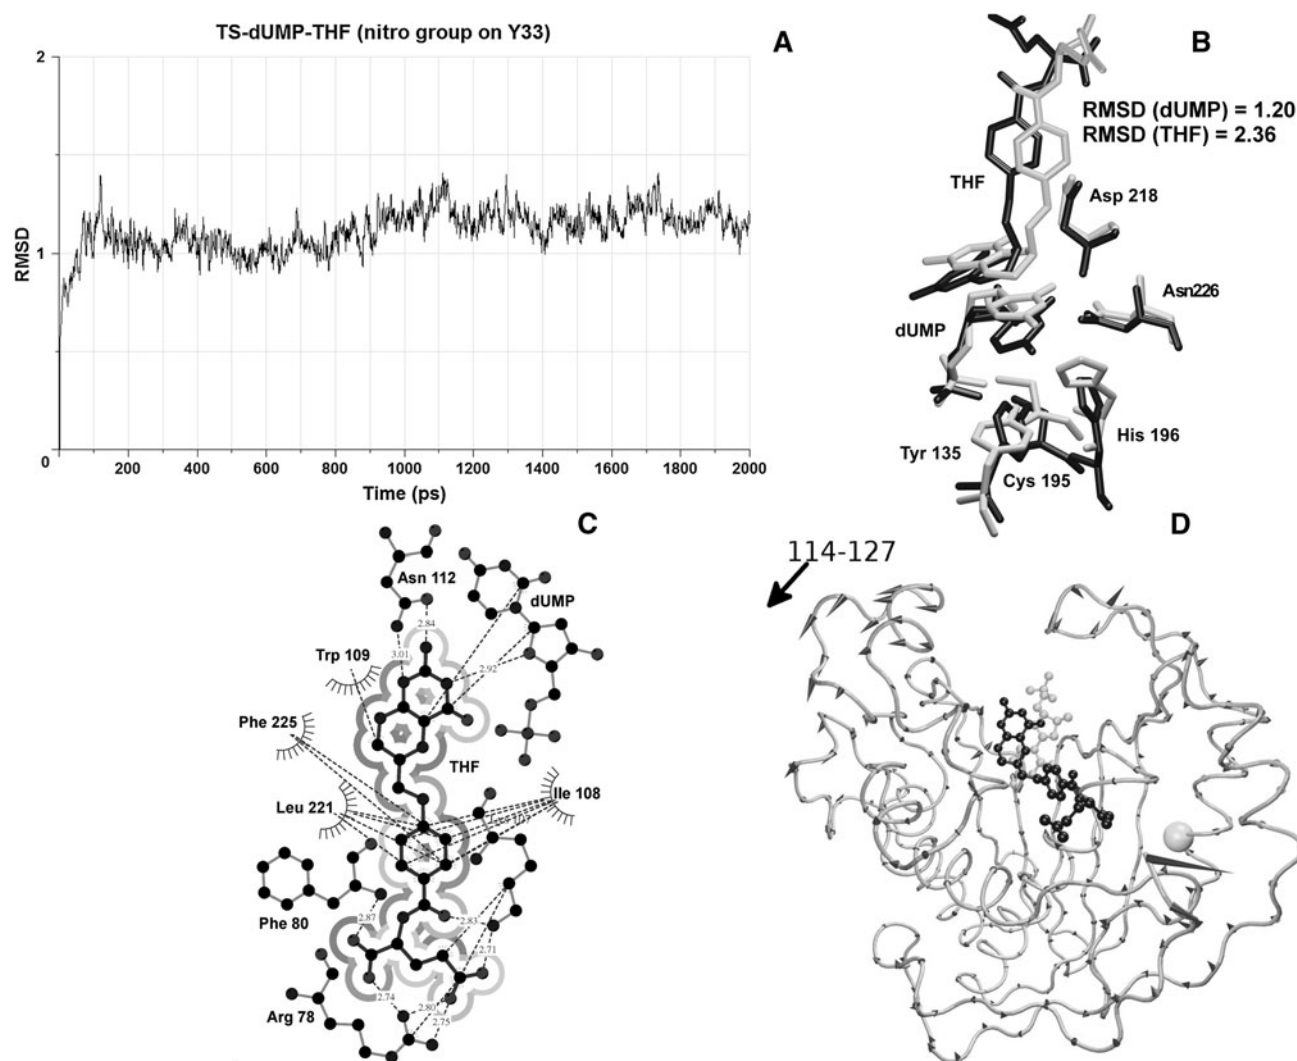 TS-dUMP-THF (nitro group on Y33)
A
2
1
0
RMSD
200
400
600
800
1000
1200
1400
1600
1800
2000
Time (ps)
B
RMSD (dUMP) = 1.20
RMSD (THF) = 2.36
THF
Asp 218
Asn226
dUMP
His 196
Tyr 135
Cys 195
C
Asn 112
dUMP
2.84
3.01
2.92
Trp 109
Phe 225
THF
Leu 221
Ile 108
Phe 80
2.87
2.83
2.71
2.74
2.80
2.75
Arg 78
D
114-127